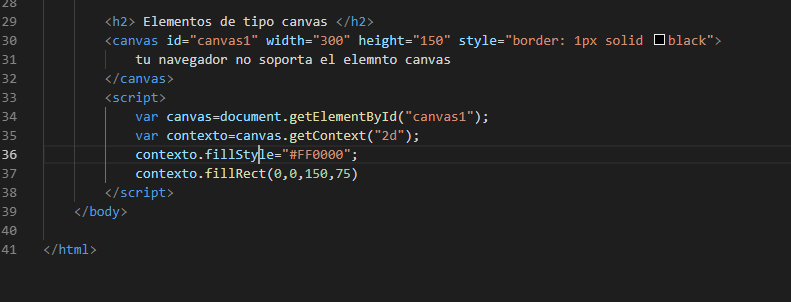 28
29 <h2> Elementos de tipo canvas </h2>
30 <canvas id="canvas1" width="300" height="150" style="border: 1px solid black">
31 tu navegador no soporta el elemnto canvas
32 </canvas>
33 <script>
34 var canvas=document.getElementById("canvas1");
35 var contexto=canvas.getContext("2d");
36 contexto.fillStyle="#FF0000";
37 contexto.fillRect(0,0,150,75)
38 </script>
39 </body>
40
41 </html>